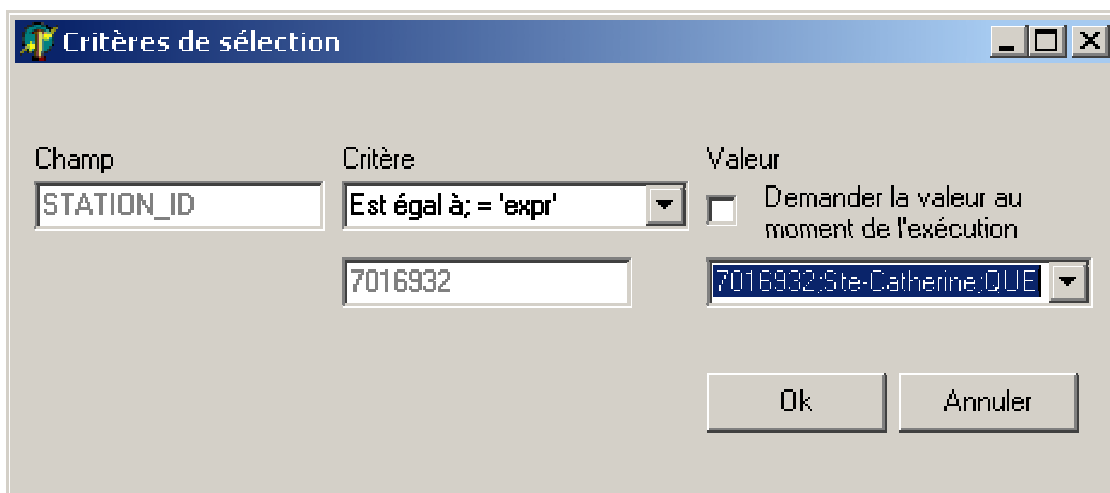 Critères de sélection
Champ
Critère
Valeur
STATION_ID
Est égal à; = 'expr'
Demander la valeur au
moment de l'exécution
7016932
7016932;Ste-Catherine;QUE
Ok
Annuler